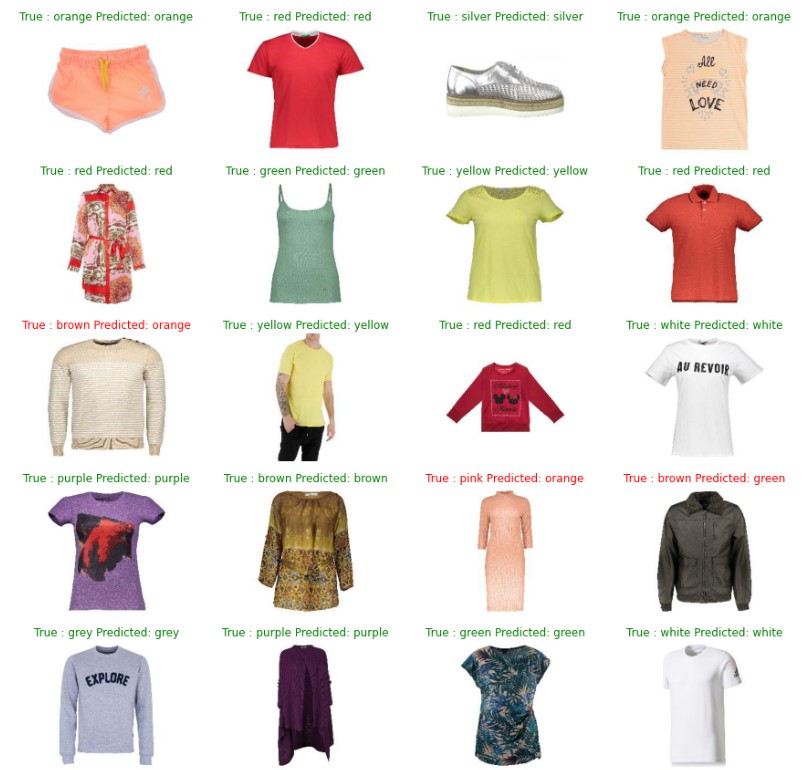 True : orange Predicted: orange
True : red Predicted: red
True : silver Predicted: silver
True : orange Predicted: orange
All
NEED
LOVE
True : red Predicted: red
True : green Predicted: green
True : yellow Predicted: yellow
True : red Predicted: red
True : brown Predicted: orange
True : yellow Predicted: yellow
True : red Predicted: red
True : white Predicted: white
AU REVOIR
True : purple Predicted: purple
True : brown Predicted: brown
True : pink Predicted: orange
True : brown Predicted: green
True : grey Predicted: grey
True : purple Predicted: purple
True : green Predicted: green
True : white Predicted: white
EXPLORE